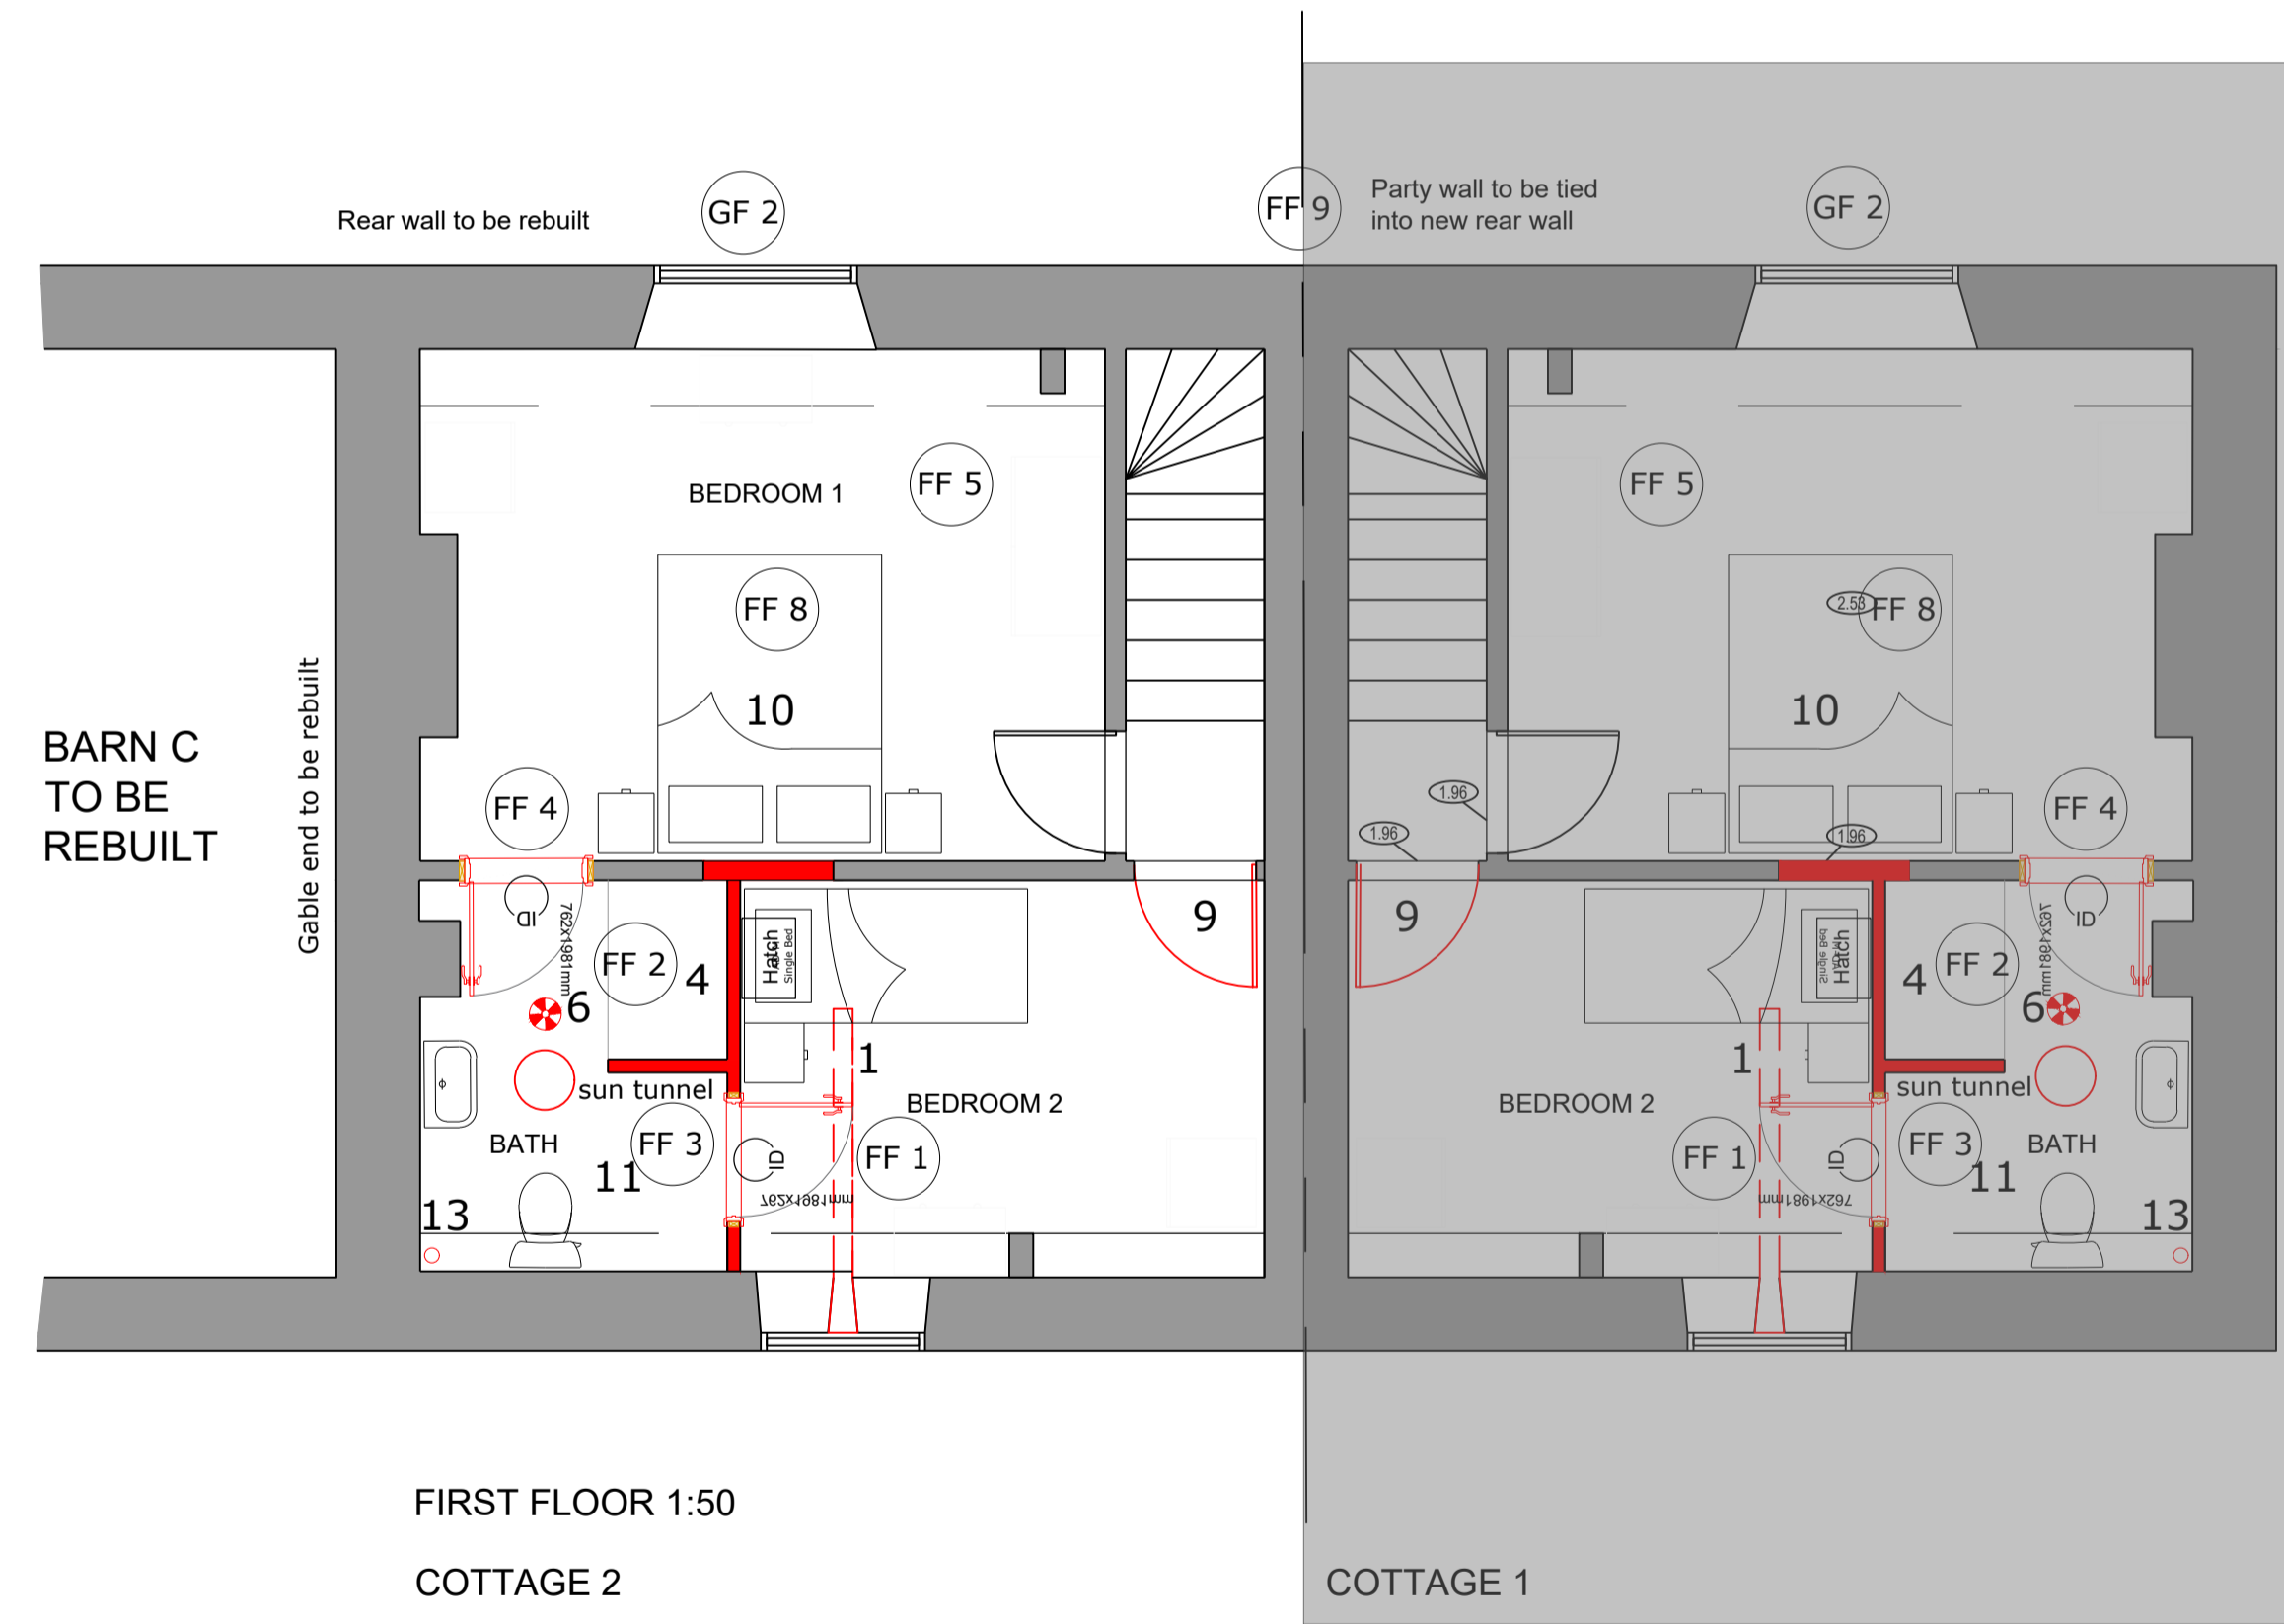 GF 2
FF 9
Party wall to be tied
into new rear wall
GF 2
Rear wall to be rebuilt
BEDROOM 1
FF 5
FF 5
FF 8
2.53
FF 8
10
10
BARN C
TO BE
REBUILT
Gable end to be rebuilt
FF 4
1.96
1.96
1.96
FF 4
ID
762x1981mm
FF 2
4
Hatch
Single Bed
9
9
Single Bed
Hatch
4
FF 2
762x1981mm
ID
6
6
1
1
sun tunnel
sun tunnel
BEDROOM 2
BEDROOM 2
BATH
FF 3
ID
FF 1
FF 1
ID
FF 3
BATH
11
11
762x1981mm
762x1981mm
13
13
FIRST FLOOR 1:50
COTTAGE 2
COTTAGE 1